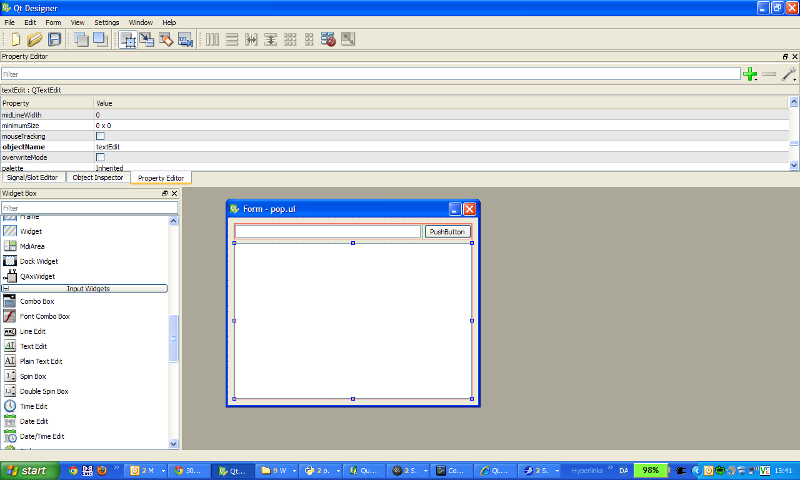 Qt Designer
File Edit Form View Settings Window Help
Property Editor
Filter
textEdit : QTextEdit
Property Value
midLineWidth 0
minimumSize 0 x 0
mouseTracking
objectName textEdit
overwriteMode
palette Inherited
Signal/Slot Editor Object Inspector Property Editor
Widget Box
Filter
Frame
Widget
MdiArea
Dock Widget
QAxWidget
Input Widgets
Combo Box
Font Combo Box
Line Edit
Text Edit
Plain Text Edit
Spin Box
Double Spin Box
Time Edit
Date Edit
Date/Time Edit
Form - pop.ui
PushButton
start 2 M 30... Qt... 9 W 2 p. Qu... 2 S. Co... QT... 2 S. Hyperlinks DA 98% 13:41